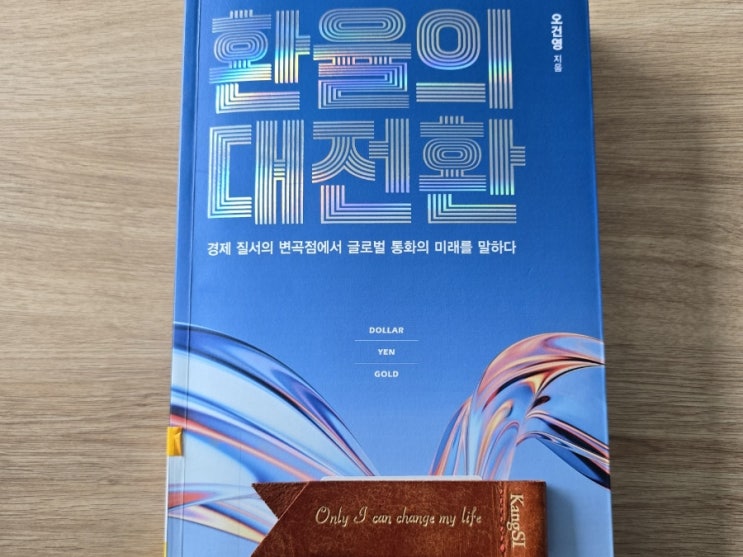 환율의
대전환
오건영 지음
경제 질서의 변곡점에서 글로벌 통화의 미래를 말하다
DOLLAR
YEN
GOLD
Only I can change my life
KangSI